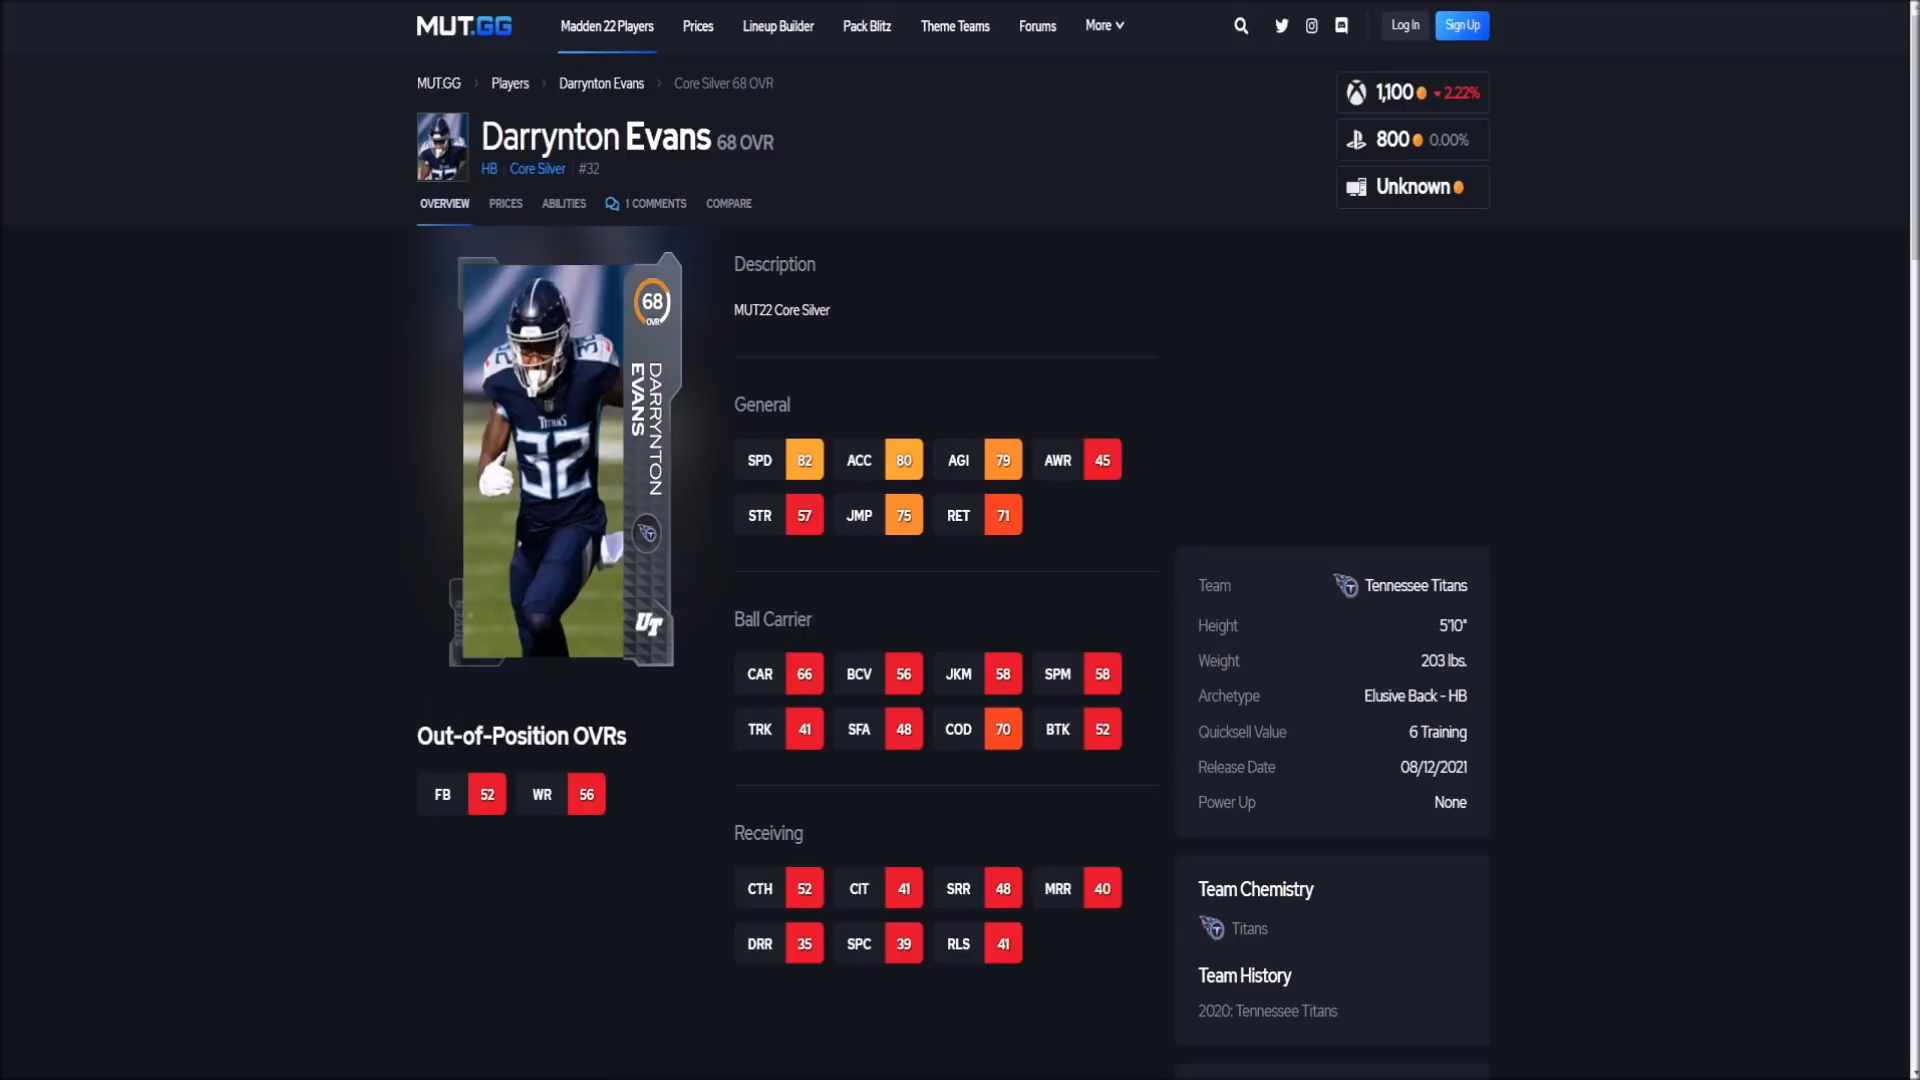 MUT.GG
Madden 22 Players
Prices
Lineup Builder
Pack Blitz
Theme Teams
Forums
More
Log In
Sign Up
MUT.GG › Players › Darrynton Evans › Core Silver 68 OVR
Darrynton Evans 68 OVR
HB | Core Silver | #32
1,100 2.22%
800 0.00%
Unknown
OVERVIEW
PRICES
ABILITIES
1 COMMENTS
COMPARE
68
OVR
DARRYNTON
EVANS
TITANS
32
32
UT
Out-of-Position OVRs
FB 52 WR 56
Description
MUT22 Core Silver
General
SPD 82 ACC 80 AGI 79 AWR 45
STR 57 JMP 75 RET 71
Ball Carrier
CAR 66 BCV 56 JKM 58 SPM 58
TRK 41 SFA 48 COD 70 BTK 52
Receiving
CTH 52 CIT 41 SRR 48 MRR 40
DRR 35 SPC 39 RLS 41
Team Tennessee Titans
Height 5'10"
Weight 203 lbs.
Archetype Elusive Back - HB
Quicksell Value 6 Training
Release Date 08/12/2021
Power Up None
Team Chemistry
Titans
Team History
2020: Tennessee Titans